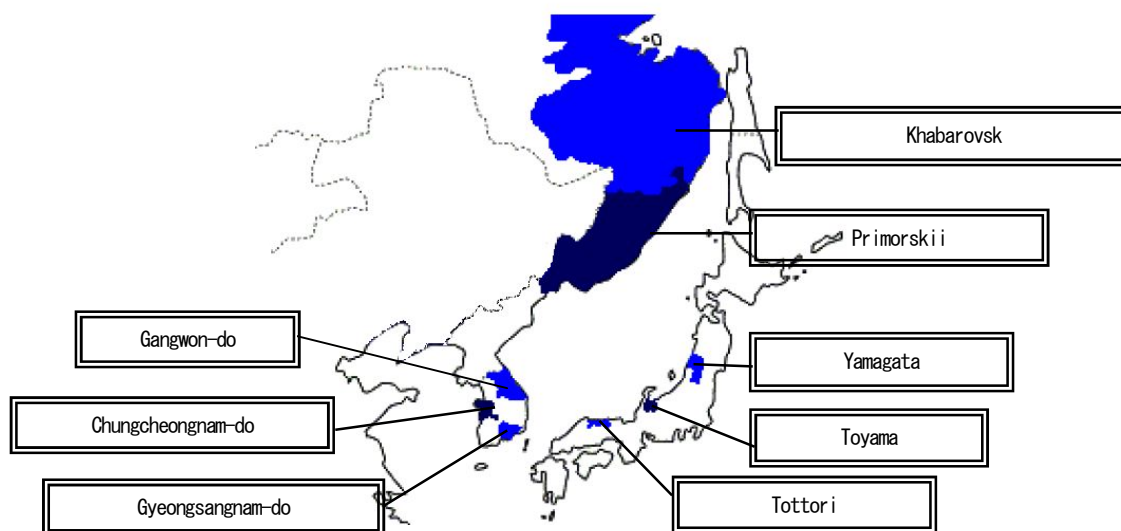 Khabarovsk
Primorskii
Gangwon-do
Yamagata
Chungcheongnam-do
Toyama
Gyeongsangnam-do
Tottori